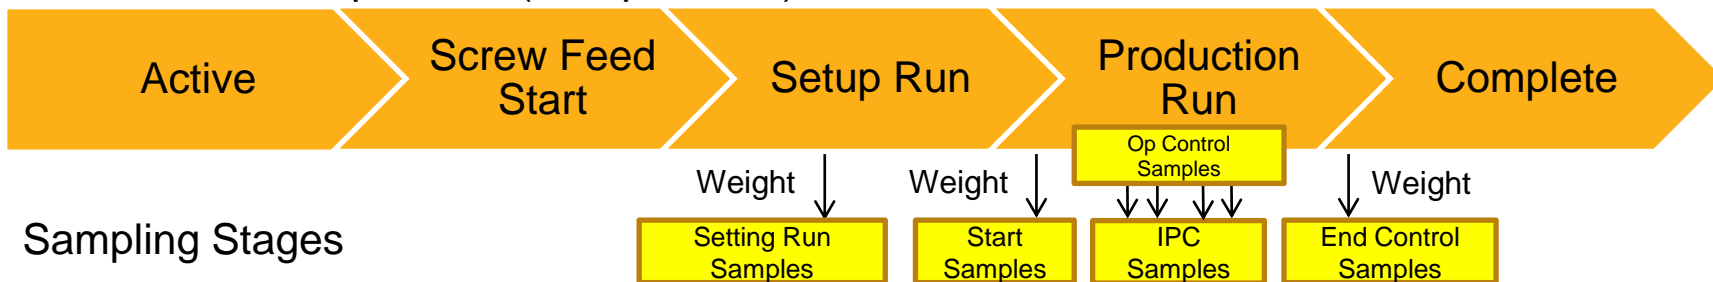 Active
Screw Feed
Start
Setup Run
Production
Run
Complete
Op Control
Samples
Weight
Weight
Weight
Sampling Stages
Setting Run
Samples
Start
Samples
IPC
Samples
End Control
Samples